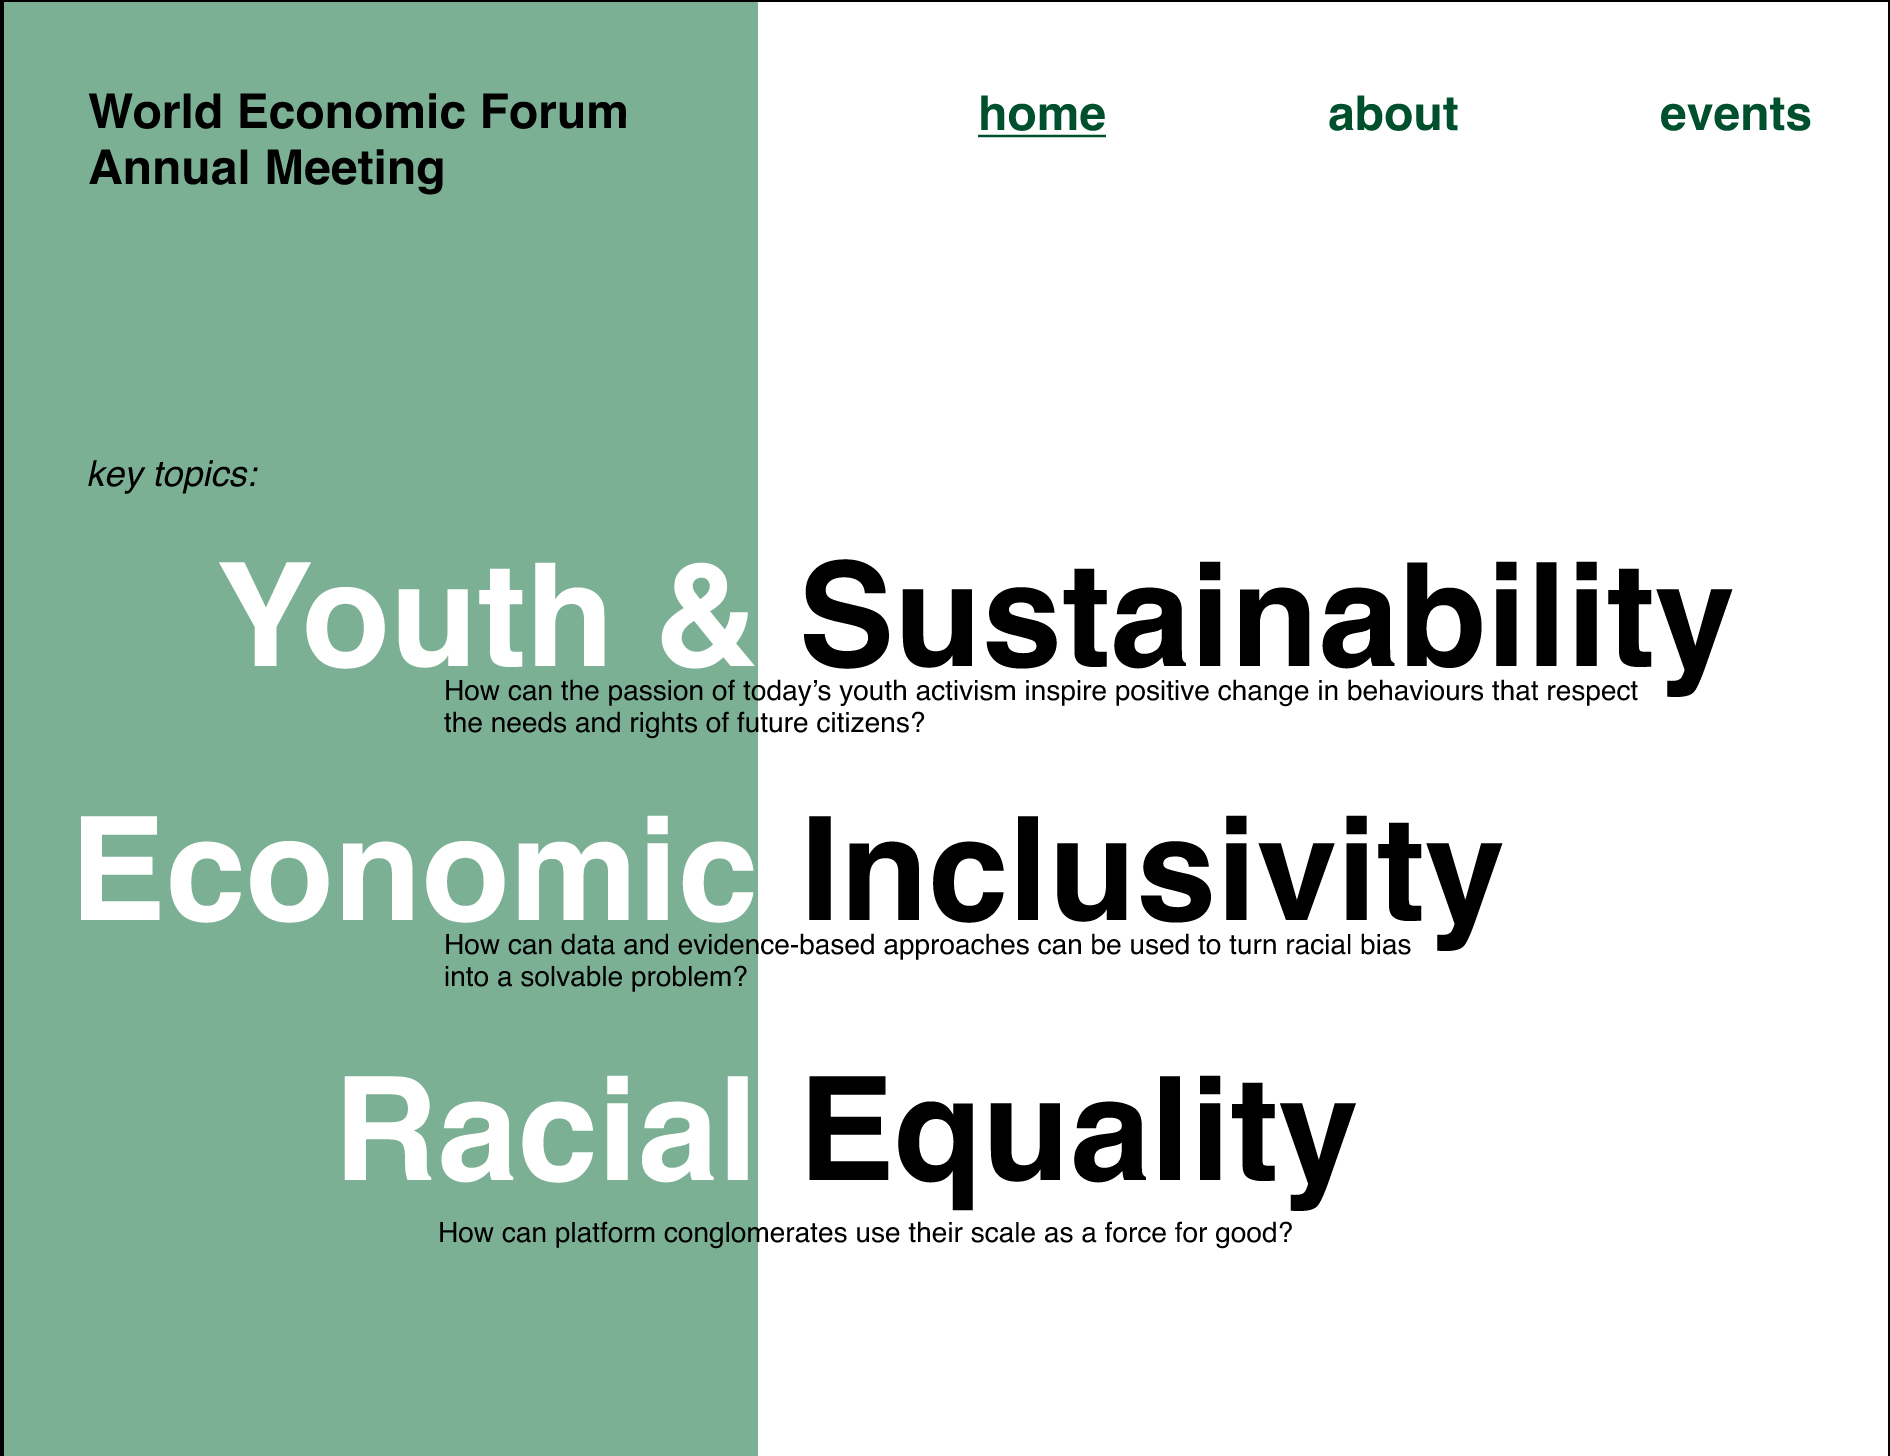 World Economic Forum
Annual Meeting
home
about
events
key topics:
Youth & Sustainability
How can the passion of today’s youth activism inspire positive change in behaviours that respect
the needs and rights of future citizens?
Economic Inclusivity
How can data and evidence-based approaches can be used to turn racial bias
into a solvable problem?
Racial Equality
How can platform conglomerates use their scale as a force for good?